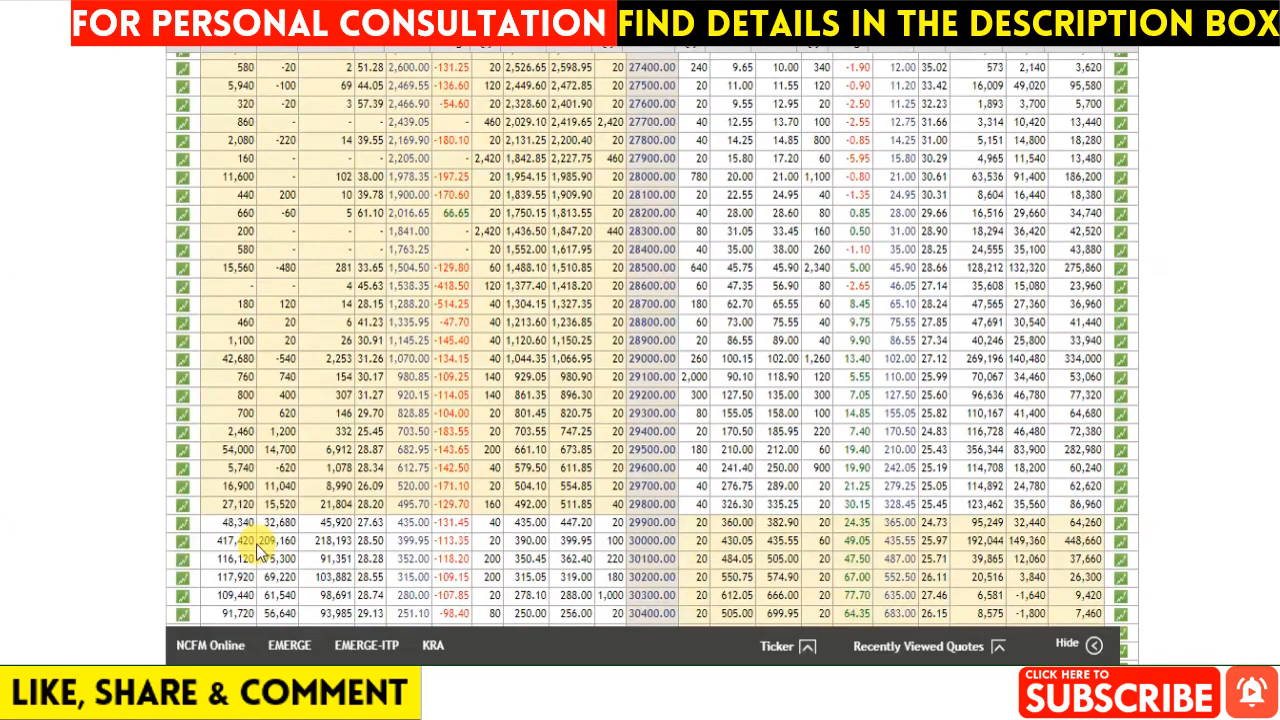 FOR PERSONAL CONSULTATION FIND DETAILS IN THE DESCRIPTION BOX
580 -20 2 51.28 -131.25 20 2,526.65 2,598.95 20 27400.00 240 9.65 10.00 340 -1.90 12.00 35.02 573 2,140 3,620
5,940 -100 69 44.05 2,469.55 -136.60 120 2,449.60 2,472.85 20 27500.00 40 11.00 11.55 120 -0.90 11.20 33.42 16,009 49,020 95,580
320 -20 3 57.39 2,466.90 -54.60 20 2,328.60 2,401.90 20 27600.00 20 9.55 12.95 20 -2.50 11.25 32.23 1,893 3,700 5,700
860 - - - 2,439.05 - 460 2,029.10 2,419.65 2,420 27700.00 40 12.55 13.70 100 -2.55 12.75 31.66 3,314 10,420 13,440
2,080 -220 14 39.55 2,169.90 -180.10 20 2,131.25 2,200.40 20 27800.00 40 14.25 14.85 800 -0.85 14.25 31.00 5,151 14,800 18,280
160 - - - 2,205.00 - 2,420 1,842.85 2,227.75 460 27900.00 20 15.80 17.20 60 -5.95 15.80 30.29 4,965 11,540 13,480
11,600 - 102 38.00 1,978.35 -197.25 20 1,954.15 1,985.90 20 28000.00 780 20.00 21.00 1,100 -0.80 21.00 30.61 63,536 91,400 186,200
440 200 10 39.78 1,900.00 -170.60 20 1,839.55 1,909.90 20 28100.00 20 22.55 24.95 40 -1.35 24.95 30.31 8,604 16,440 18,380
660 -60 5 61.10 2,016.65 66.65 20 1,750.15 1,813.55 20 28200.00 40 28.00 28.60 80 0.85 28.00 29.66 16,516 29,660 34,740
200 - - - 1,841.00 - 2,420 1,436.50 1,847.20 440 28300.00 80 31.05 33.45 160 0.50 31.00 28.90 18,294 36,420 42,520
580 - - - 1,763.25 - 20 1,552.00 1,617.95 20 28400.00 40 35.00 38.00 260 -1.10 35.00 28.25 24,555 35,100 43,880
15,560 -480 281 33.65 1,504.50 -129.80 60 1,488.10 1,510.85 20 28500.00 640 45.75 45.90 2,340 5.00 45.90 28.66 128,212 132,320 275,860
- - 4 45.63 1,538.35 -418.50 120 1,377.40 1,418.20 20 28600.00 20 47.35 56.90 80 -2.65 46.05 27.14 35,608 15,080 23,960
180 120 14 28.15 1,288.20 -514.25 40 1,304.15 1,327.35 20 28700.00 180 62.70 65.55 60 8.45 65.10 28.24 47,565 27,360 36,960
460 20 6 41.23 1,335.95 -47.70 40 1,213.60 1,236.85 20 28800.00 60 73.00 75.55 40 9.75 75.55 27.85 47,691 30,540 41,440
1,100 20 26 30.91 1,145.25 -145.40 40 1,120.60 1,150.25 20 28900.00 20 86.55 89.00 40 9.90 86.55 27.34 40,246 25,800 33,940
42,680 -540 2,253 31.26 1,070.00 -134.15 40 1,044.35 1,066.95 20 29000.00 260 100.15 102.00 1,260 13.40 102.00 27.12 269,196 140,480 334,000
760 740 154 30.17 980.85 -109.25 140 929.05 980.90 20 29100.00 2,000 90.10 118.90 120 5.55 110.00 25.99 70,067 34,460 53,060
800 400 307 31.27 920.15 -114.05 140 861.35 896.30 20 29200.00 300 127.50 135.00 300 7.05 127.50 25.60 96,636 46,780 77,320
700 620 146 29.70 828.85 -104.00 20 801.45 820.75 20 29300.00 80 155.05 158.00 100 14.85 155.05 25.82 110,167 41,400 64,680
2,460 1,200 332 25.45 703.50 -183.55 20 703.55 747.25 20 29400.00 20 170.50 185.95 220 7.40 170.50 24.83 116,728 46,480 72,380
54,000 14,700 6,912 28.87 682.95 -143.65 200 661.10 673.85 20 29500.00 180 210.00 212.00 60 19.40 210.00 25.43 356,344 83,900 282,980
5,740 -620 1,078 28.34 612.75 -142.50 40 579.50 611.85 20 29600.00 40 241.40 250.00 900 19.90 242.05 25.19 114,708 18,200 60,240
16,900 11,040 8,990 26.09 -171.10 20 504.10 554.85 20 29700.00 40 276.75 289.00 20 21.25 279.25 25.05 114,892 24,780 62,620
27,120 15,520 21,804 28.20 495.70 -129.70 160 492.00 511.85 40 29800.00 40 326.30 335.25 20 30.15 328.45 25.45 123,462 35,560 86,960
48,340 32,680 45,920 27.63 -131.45 40 435.00 447.20 20 29900.00 20 360.00 382.90 20 24.35 365.00 24.73 95,249 32,440 64,260
417,420 209,160 218,193 28.50 399.95 -113.35 20 390.00 399.95 100 30000.00 20 430.05 435.55 60 49.05 435.55 25.97 192,044 149,360 448,660
116,120 91,351 28.28 352.00 -118.20 20 350.45 362.40 220 30100.00 20 484.05 505.00 20 47.50 487.00 25.71 39,865 12,060 37,660
117,920 69,220 103,882 28.55 315.00 -109.15 200 315.05 319.00 180 30200.00 20 550.75 574.90 20 67.00 552.50 26.11 20,516 3,840 26,300
109,440 61,540 98,691 28.74 280.00 -107.85 20 278.10 288.00 1,000 30300.00 20 612.05 666.00 20 77.70 635.00 27.46 6,581 -1,640 9,420
91,720 56,640 93,985 29.13 251.10 -98.40 80 250.00 256.00 20 30400.00 20 505.00 699.95 20 64.35 683.00 26.15 8,575 -1,800 7,460
NCFM Online EMERGE EMERGE-ITP KRA Ticker Recently Viewed Quotes Hide
LIKE, SHARE & COMMENT
CLICK HERE TO
SUBSCRIBE